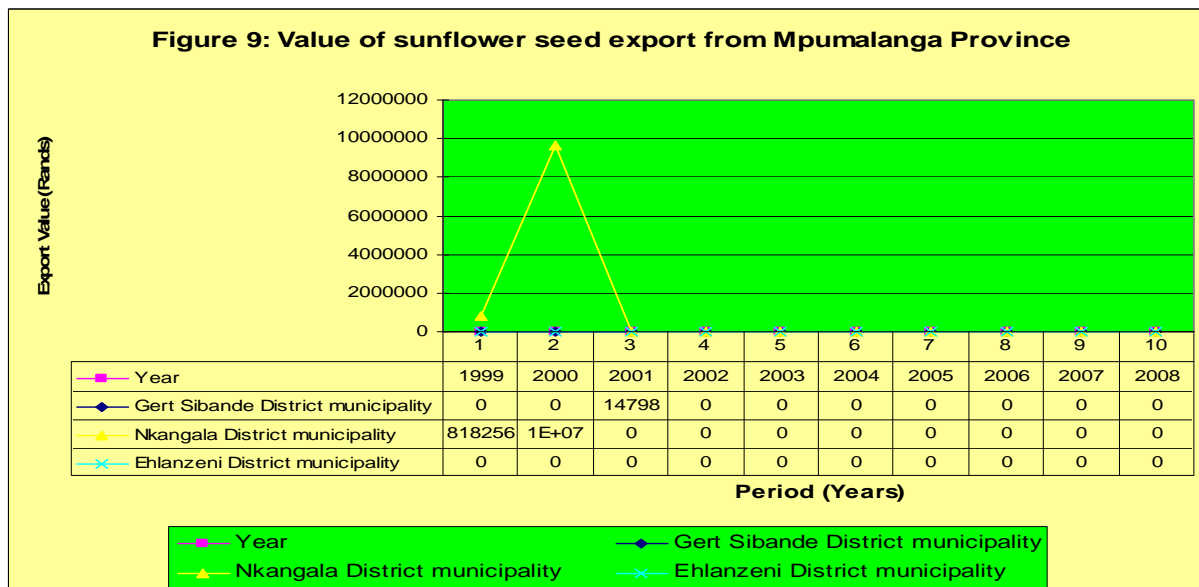 Figure 9: Value of sunflower seed export from Mpumalanga Province
Export Value (Rands)
12000000
10000000
8000000
6000000
4000000
2000000
0
1 2 3 4 5 6 7 8 9 10
Year 1999 2000 2001 2002 2003 2004 2005 2006 2007 2008
Gert Sibande District municipality 0 0 14798 0 0 0 0 0 0 0
Nkangala District municipality 818256 1E+07 0 0 0 0 0 0 0 0
Ehlanzeni District municipality 0 0 0 0 0 0 0 0 0 0
Period (Years)
Year Gert Sibande District municipality
Nkangala District municipality Ehlanzeni District municipality